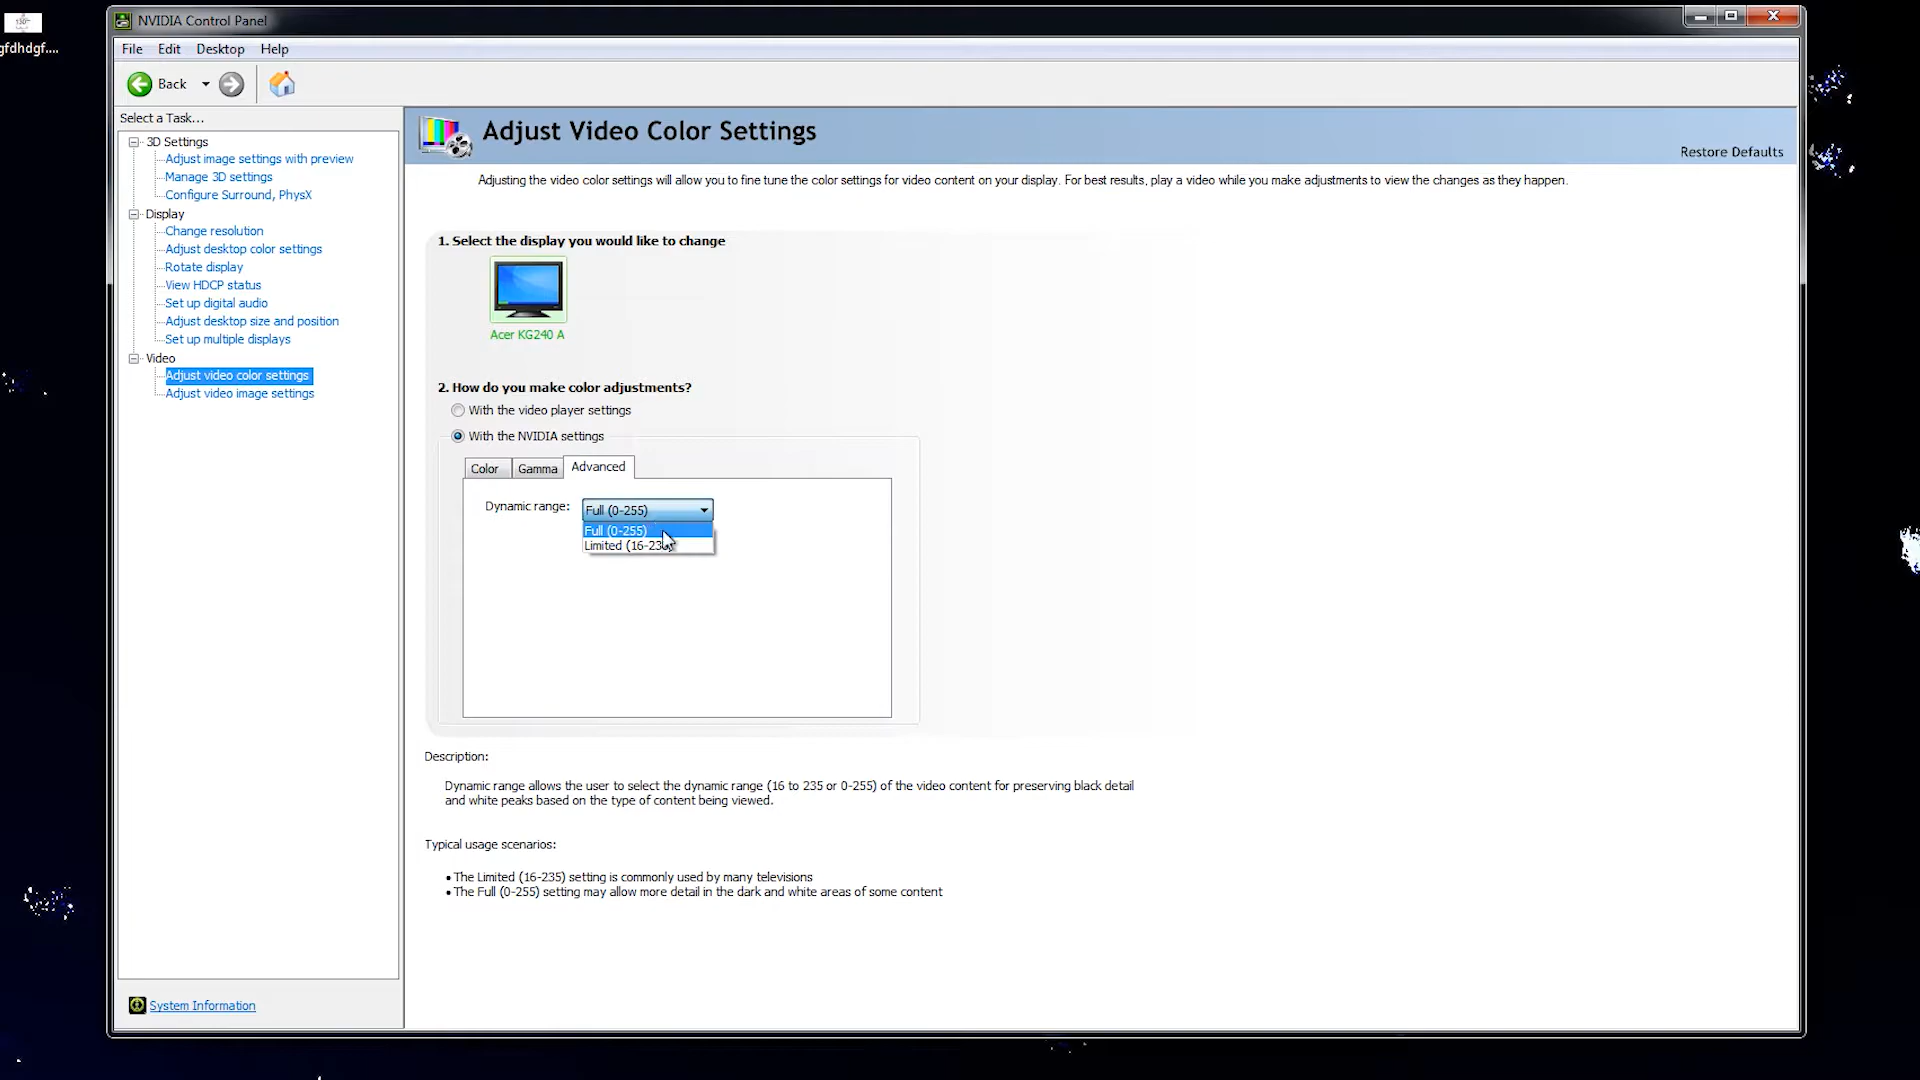 gfdhdgf....
NVIDIA Control Panel
File Edit Desktop Help
Back
Select a Task...
3D Settings
Adjust image settings with preview
Manage 3D settings
Configure Surround, PhysX
Display
Change resolution
Adjust desktop color settings
Rotate display
View HDCP status
Set up digital audio
Adjust desktop size and position
Set up multiple displays
Video
Adjust video color settings
Adjust video image settings
System Information
Adjust Video Color Settings
Restore Defaults
Adjusting the video color settings will allow you to fine tune the color settings for video content on your display. For best results, play a video while you make adjustments to view the changes as they happen.
1. Select the display you would like to change
Acer KG240 A
2. How do you make color adjustments?
With the video player settings
With the NVIDIA settings
Color Gamma Advanced
Dynamic range: Full (0-255)
Full (0-255)
Limited (16-23
Description:
Dynamic range allows the user to select the dynamic range (16 to 235 or 0-255) of the video content for preserving black detail
and white peaks based on the type of content being viewed.
Typical usage scenarios:
• The Limited (16-235) setting is commonly used by many televisions
• The Full (0-255) setting may allow more detail in the dark and white areas of some content